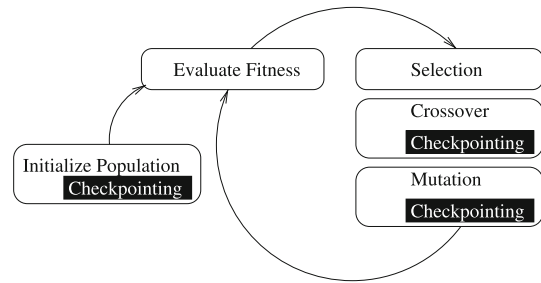 Evaluate Fitness
Selection
Crossover
Checkpointing
Initialize Population
Checkpointing
Mutation
Checkpointing